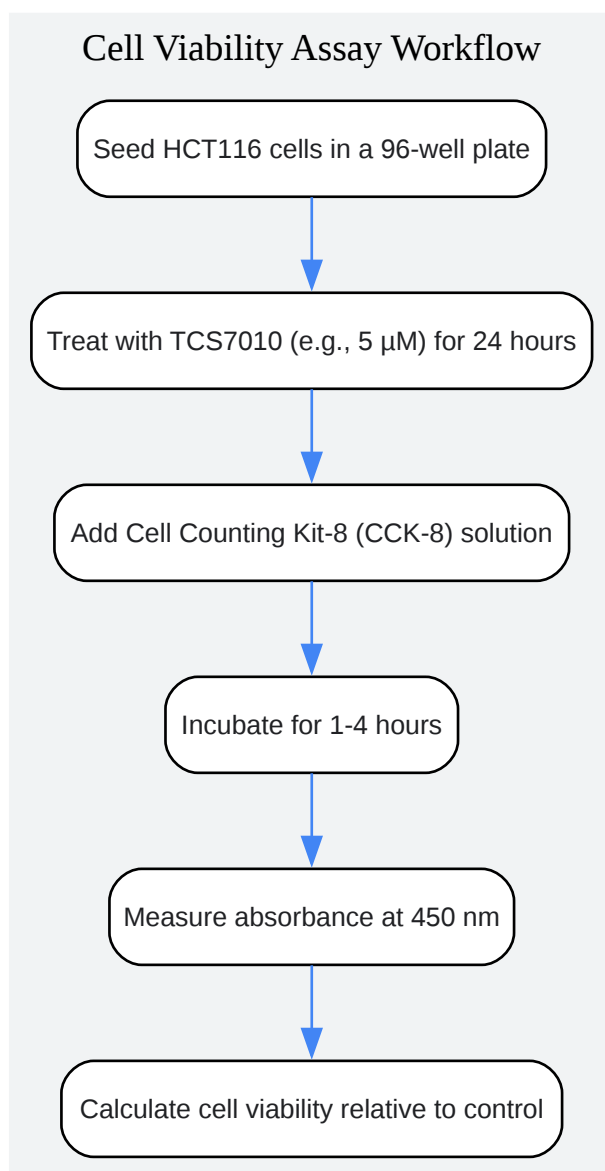 Cell Viability Assay Workflow
Seed HCT116 cells in a 96-well plate
Treat with TCS7010 (e.g., 5 µM) for 24 hours
Add Cell Counting Kit-8 (CCK-8) solution
Incubate for 1-4 hours
Measure absorbance at 450 nm
Calculate cell viability relative to control